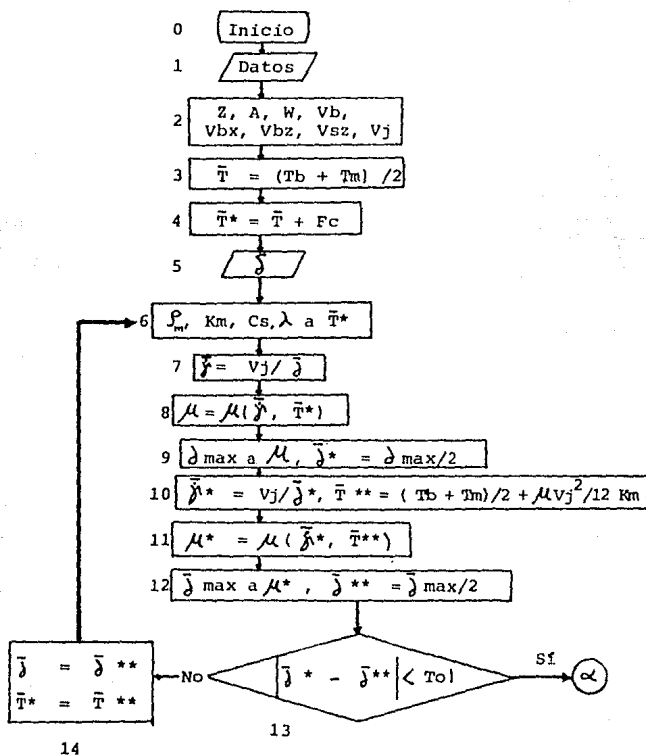 0 Inicio
1 Datos
2 Z, A, W, Vb,
Vbx, Vbz, Vsz, Vj
3 T̄ = (Tb + Tm) /2
4 T̄* = T̄ + Fc
5 δ̄
6 ρm, Km, Cs, λ a T̄*
7 γ̄̇ = Vj/ δ̄
8 μ = μ(γ̄̇, T̄*)
9 δ max a μ, δ̄* = δ max/2
10 γ̄̇* = Vj/δ̄*, T̄ ** = ( Tb + Tm)/2 + μVj²/12 Km
11 μ* = μ(γ̄̇*, T̄**)
12 δ̄ max a μ* , δ̄ ** = δ̄ max/2
|δ̄ * - δ̄**| < Tol
Sí
α
No
13
δ̄ = δ̄ **
T̄* = T̄ **
14